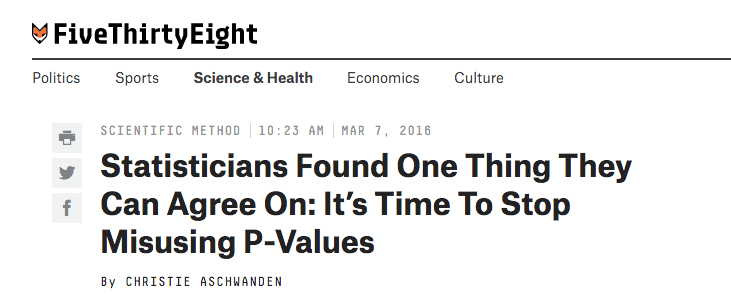 FiveThirtyEight
Politics Sports Science & Health Economics Culture
SCIENTIFIC METHOD | 10:23 AM | MAR 7, 2016
Statisticians Found One Thing They
Can Agree On: It’s Time To Stop
Misusing P-Values
By CHRISTIE ASCHWANDEN